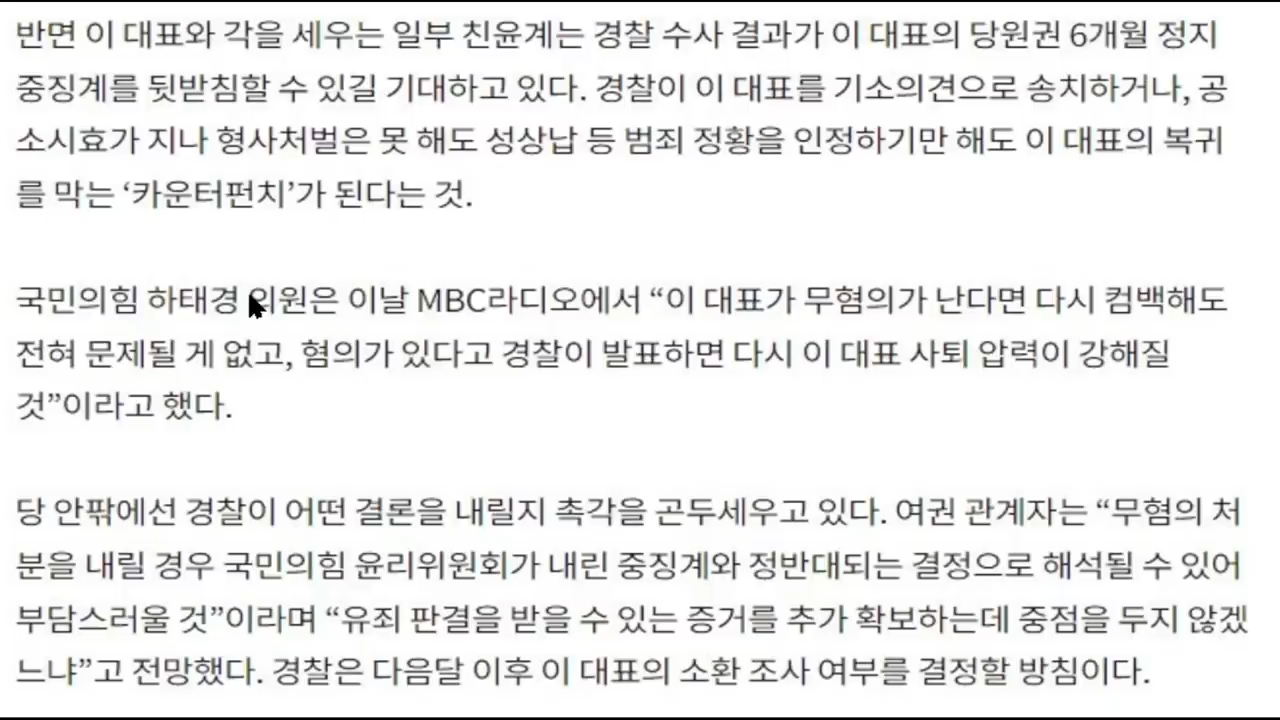 반면 이 대표와 각을 세우는 일부 친윤계는 경찰 수사 결과가 이 대표의 당원권 6개월 정지
중징계를 뒷받침할 수 있길 기대하고 있다. 경찰이 이 대표를 기소의견으로 송치하거나, 공
소시효가 지나 형사처벌은 못 해도 성상납 등 범죄 정황을 인정하기만 해도 이 대표의 복귀
를 막는 ‘카운터펀치’가 된다는 것.
국민의힘 하태경 의원은 이날 MBC라디오에서 “이 대표가 무혐의가 난다면 다시 컴백해도
전혀 문제될 게 없고, 혐의가 있다고 경찰이 발표하면 다시 이 대표 사퇴 압력이 강해질
것”이라고 했다.
당 안팎에선 경찰이 어떤 결론을 내릴지 촉각을 곤두세우고 있다. 여권 관계자는 “무혐의 처
분을 내릴 경우 국민의힘 윤리위원회가 내린 중징계와 정반대되는 결정으로 해석될 수 있어
부담스러울 것”이라며 “유죄 판결을 받을 수 있는 증거를 추가 확보하는데 중점을 두지 않겠
느냐”고 전망했다. 경찰은 다음달 이후 이 대표의 소환 조사 여부를 결정할 방침이다.